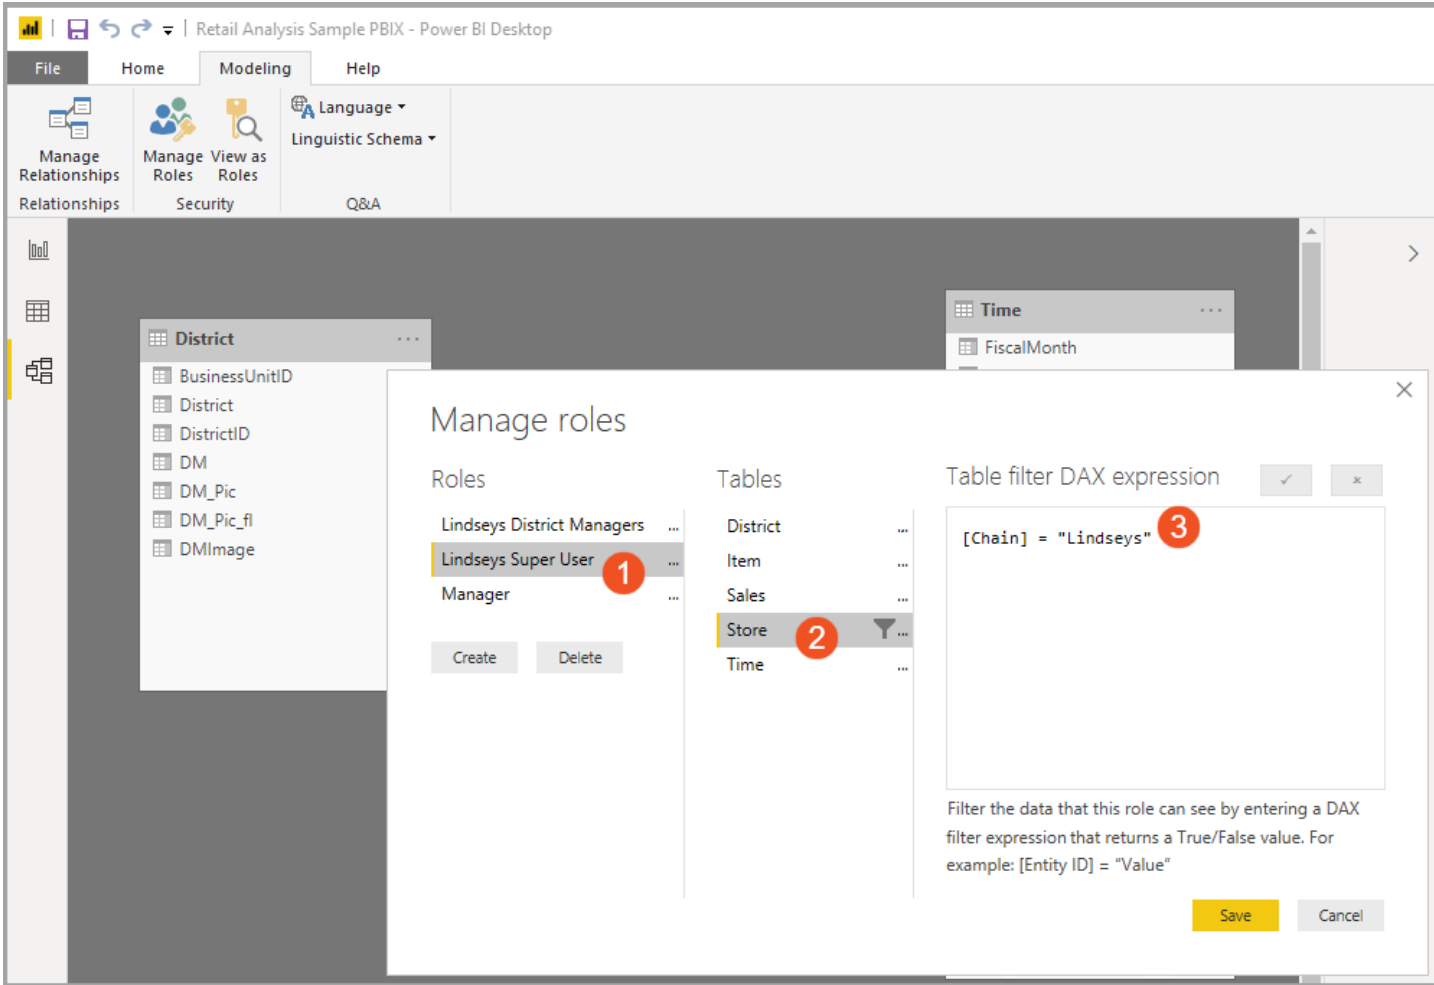 Retail Analysis Sample PBIX - Power BI Desktop
File Home Modeling Help
Manage Relationships
Manage Roles
View as Roles
Language
Linguistic Schema
Relationships Security Q&A
District ...
BusinessUnitID
District
DistrictID
DM
DM_Pic
DM_Pic_fl
DMImage
Time ...
FiscalMonth
Manage roles
Roles
Lindseys District Managers ...
Lindseys Super User ...
1
Manager ...
Create Delete
Tables
District ...
Item ...
Sales ...
Store ...
2
Time ...
Table filter DAX expression
[Chain] = "Lindseys"
3
Filter the data that this role can see by entering a DAX
filter expression that returns a True/False value. For
example: [Entity ID] = “Value”
Save Cancel